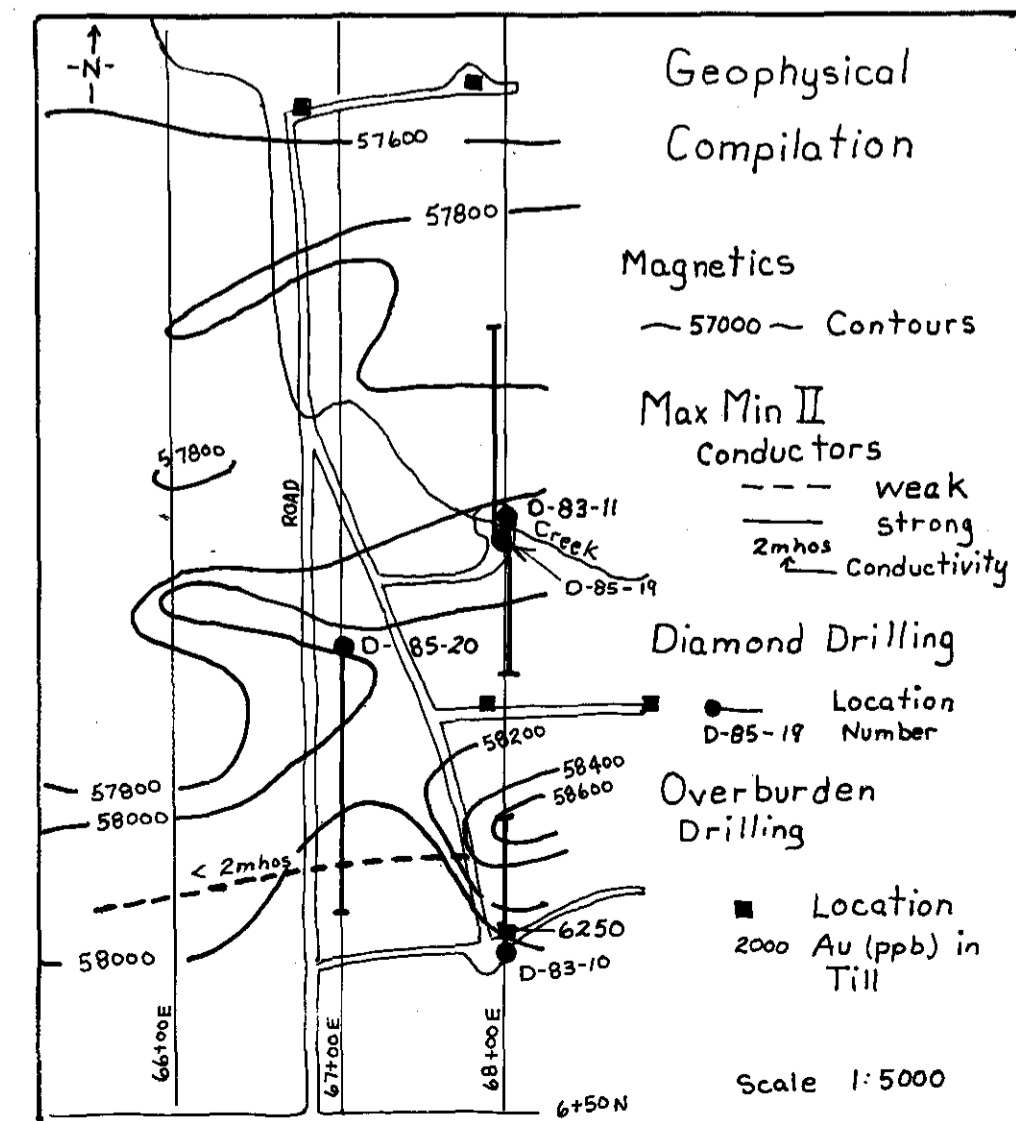 -N-
Geophysical
Compilation
57600
57800
Magnetics
57000 Contours
Max Min II
Conductors
weak
strong
2mhos
Conductivity
57800
ROAD
D-83-11
Creek
D-85-19
D-85-20
Diamond Drilling
Location
D-85-19 Number
58200
58400
58600
57800
58000
Overburden
Drilling
< 2mhos
6250
Location
2000 Au (ppb) in
Till
58000
D-83-10
66+00E
67+00E
68+00E
Scale 1:5000
6+50N